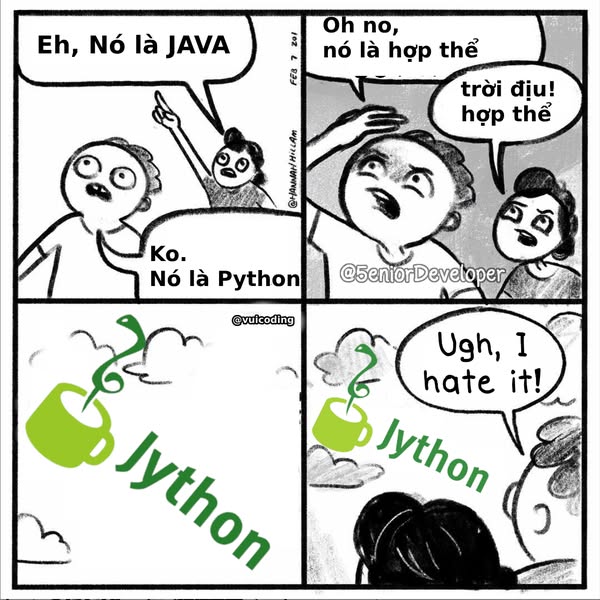 Eh, Nó là JAVA
Ko.
Nó là Python
@HANNAHHILLAM FEB 7 201
Oh no,
nó là hợp thể
trời địu!
hợp thể
@5eniorDeveloper
@vuicoding
Jython
Ugh, I
hate it!
Jython